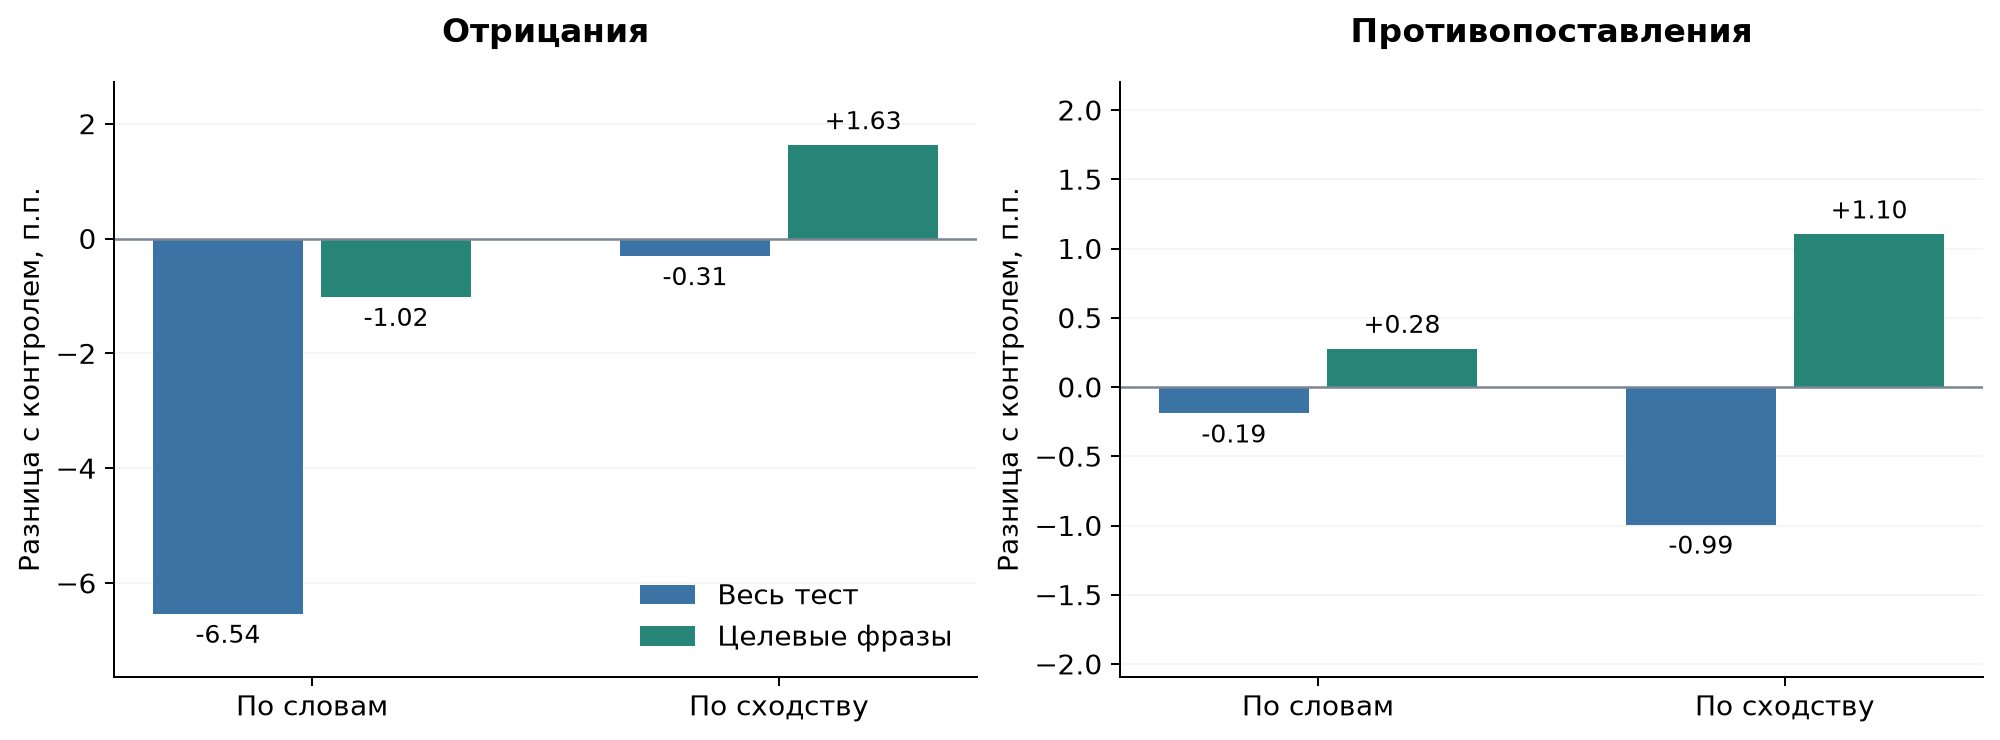 Отрицания
Разница с контролем, п.п.
2
0
−2
−4
−6
+1.63
-0.31
-1.02
-6.54
Весь тест
Целевые фразы
По словам
По сходству
Противопоставления
Разница с контролем, п.п.
2.0
1.5
1.0
0.5
0.0
−0.5
−1.0
−1.5
−2.0
+1.10
+0.28
-0.19
-0.99
По словам
По сходству